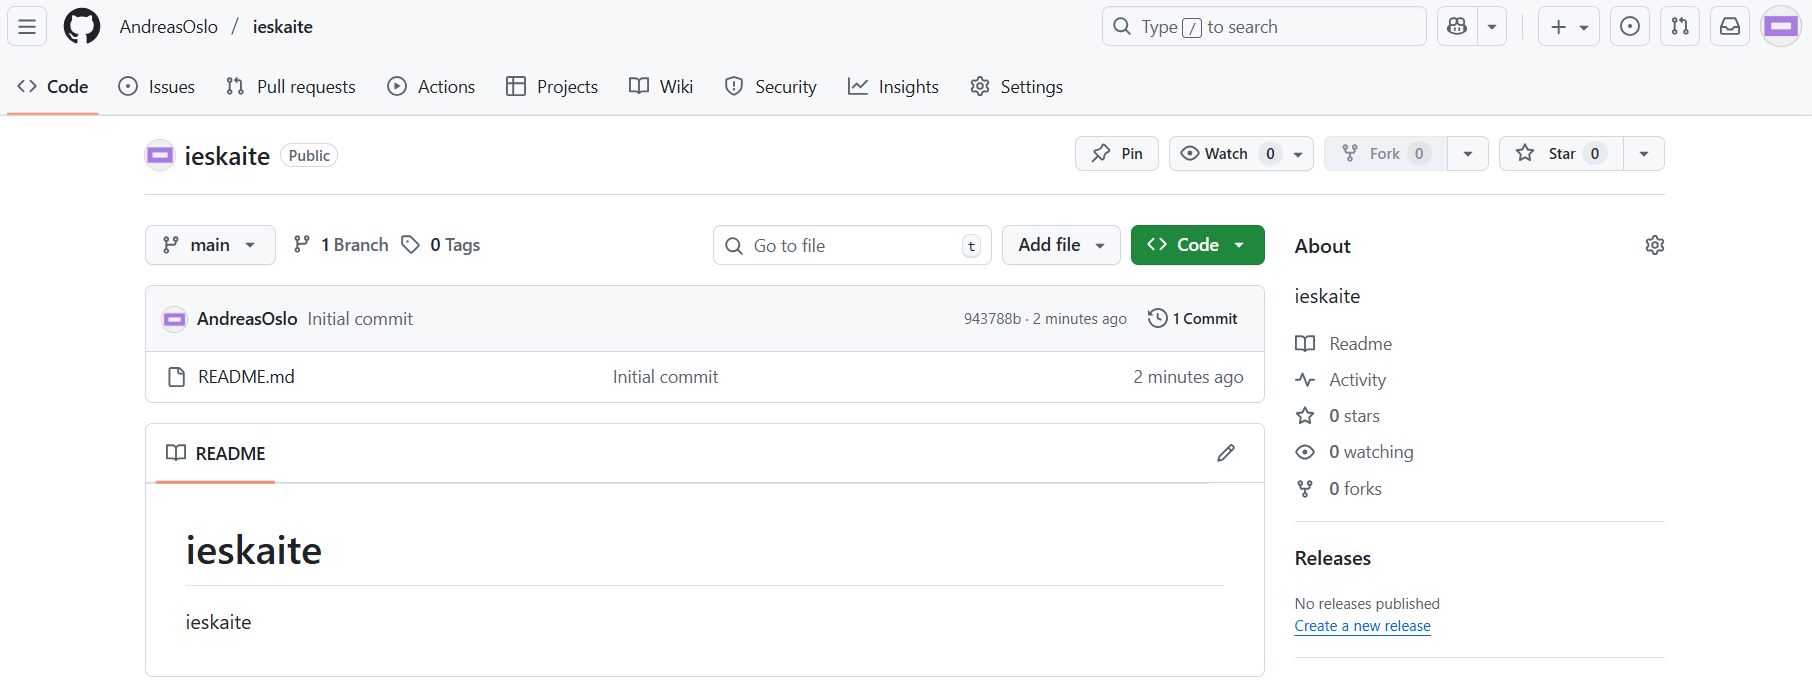 AndreasOslo / ieskaite
Type / to search
Code Issues Pull requests Actions Projects Wiki Security Insights Settings
ieskaite Public
Pin Watch 0 Fork 0 Star 0
main 1 Branch 0 Tags
Go to file t Add file Code
AndreasOslo Initial commit 943788b · 2 minutes ago 1 Commit
README.md Initial commit 2 minutes ago
README
ieskaite
ieskaite
About
ieskaite
Readme
Activity
0 stars
0 watching
0 forks
Releases
No releases published
Create a new release